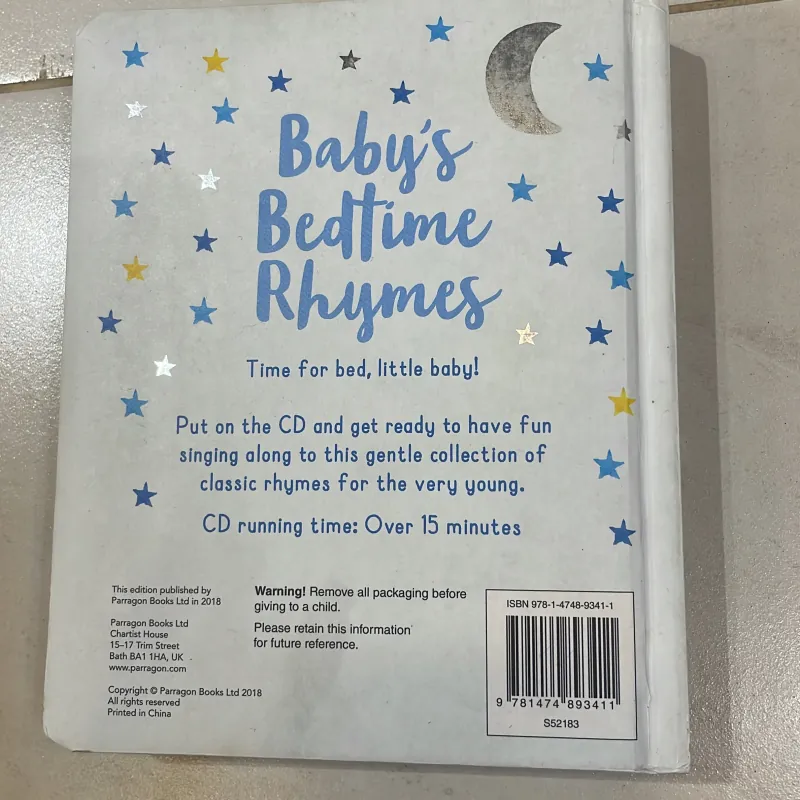 Baby's
Bedtime
Rhymes
Time for bed, little baby!
Put on the CD and get ready to have fun
singing along to this gentle collection of
classic rhymes for the very young.
CD running time: Over 15 minutes
This edition published by
Parragon Books Ltd in 2018
Parragon Books Ltd
Chartist House
15–17 Trim Street
Bath BA1 1HA, UK
www.parragon.com
Copyright © Parragon Books Ltd 2018
All rights reserved
Printed in China
Warning! Remove all packaging before
giving to a child.
Please retain this information
for future reference.
ISBN 978-1-4748-9341-1
9 781474 893411
S52183